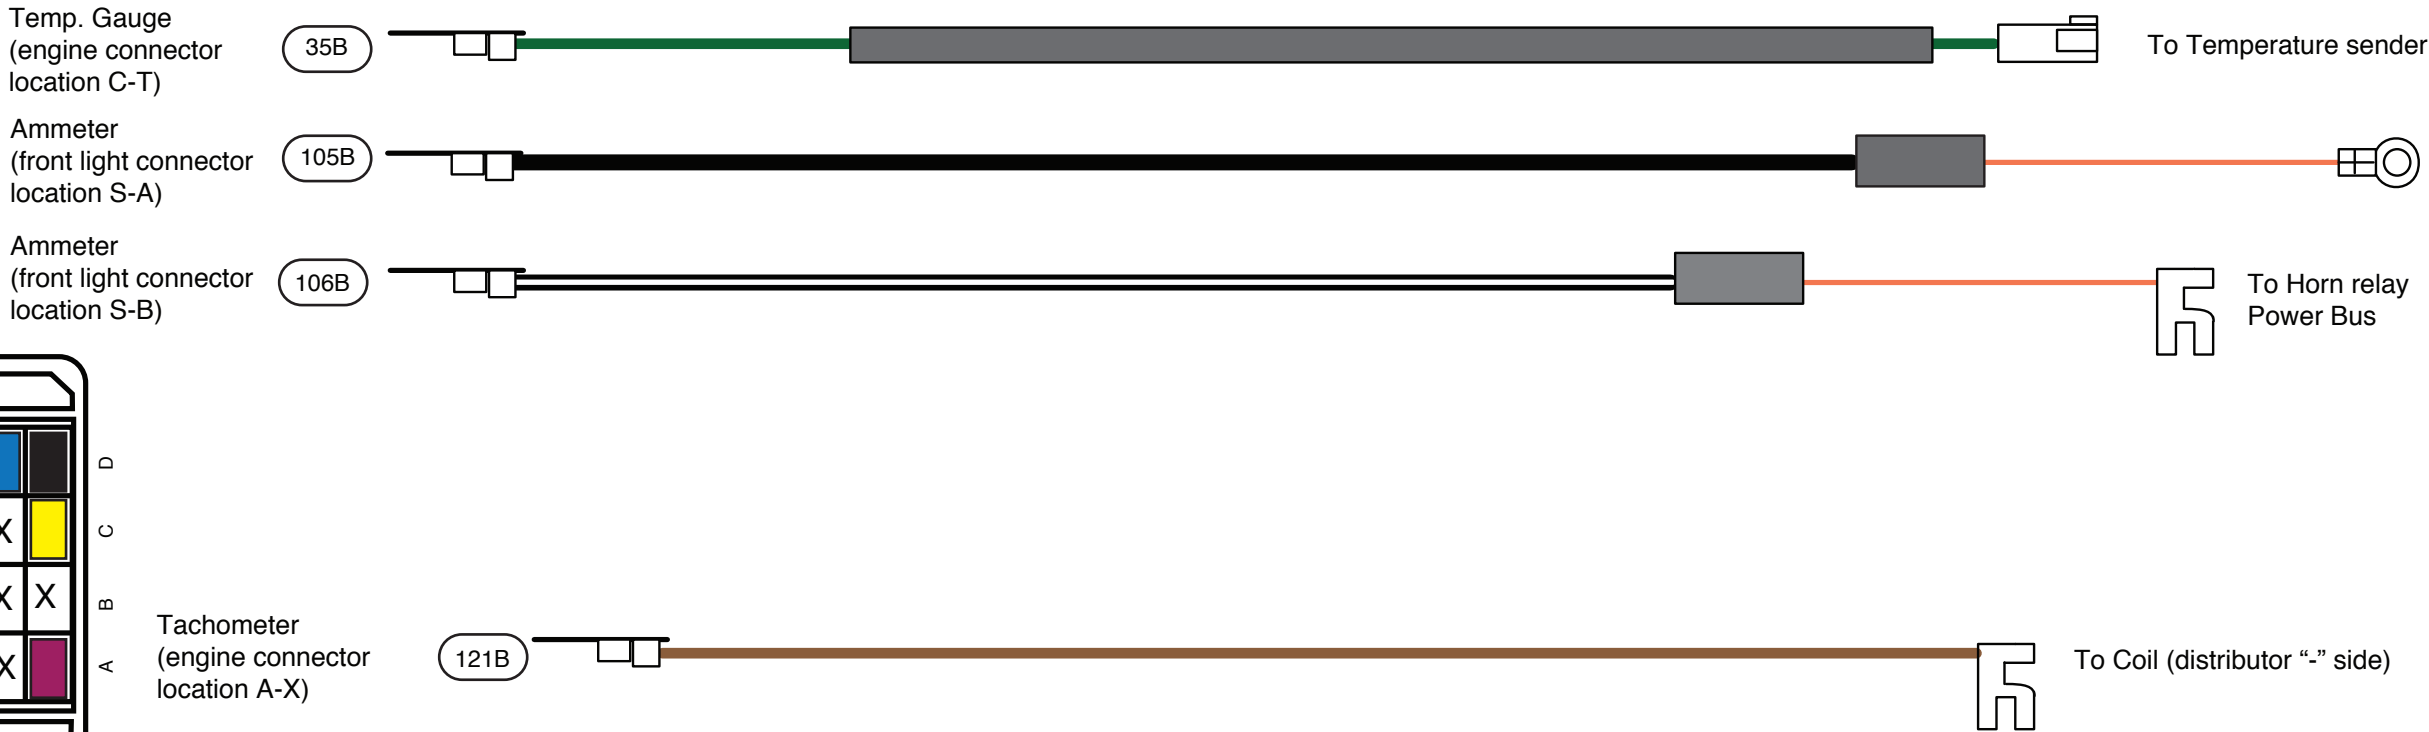 Temp. Gauge
(engine connector
location C-T)
35B
To Temperature sender
Ammeter
(front light connector
location S-A)
105B
Ammeter
(front light connector
location S-B)
106B
To Horn relay
Power Bus
D
X
C
X X
B
X
A
Tachometer
(engine connector
location A-X)
121B
To Coil (distributor “-” side)